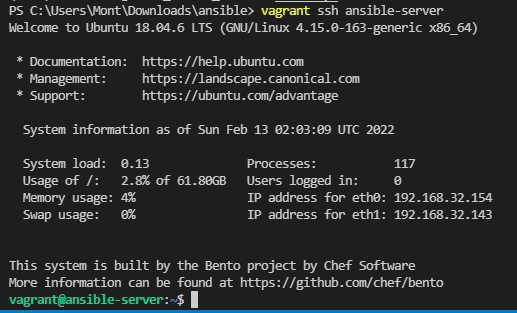 PS C:\Users\Mont\Downloads\ansible> vagrant ssh ansible-server
Welcome to Ubuntu 18.04.6 LTS (GNU/Linux 4.15.0-163-generic x86_64)
* Documentation:  https://help.ubuntu.com
* Management:     https://landscape.canonical.com
* Support:        https://ubuntu.com/advantage
System information as of Sun Feb 13 02:03:09 UTC 2022
System load:  0.13               Processes:           117
Usage of /:   2.8% of 61.80GB   Users logged in:     0
Memory usage: 4%                 IP address for eth0: 192.168.32.154
Swap usage:   0%                 IP address for eth1: 192.168.32.143
This system is built by the Bento project by Chef Software
More information can be found at https://github.com/chef/bento
vagrant@ansible-server:~$